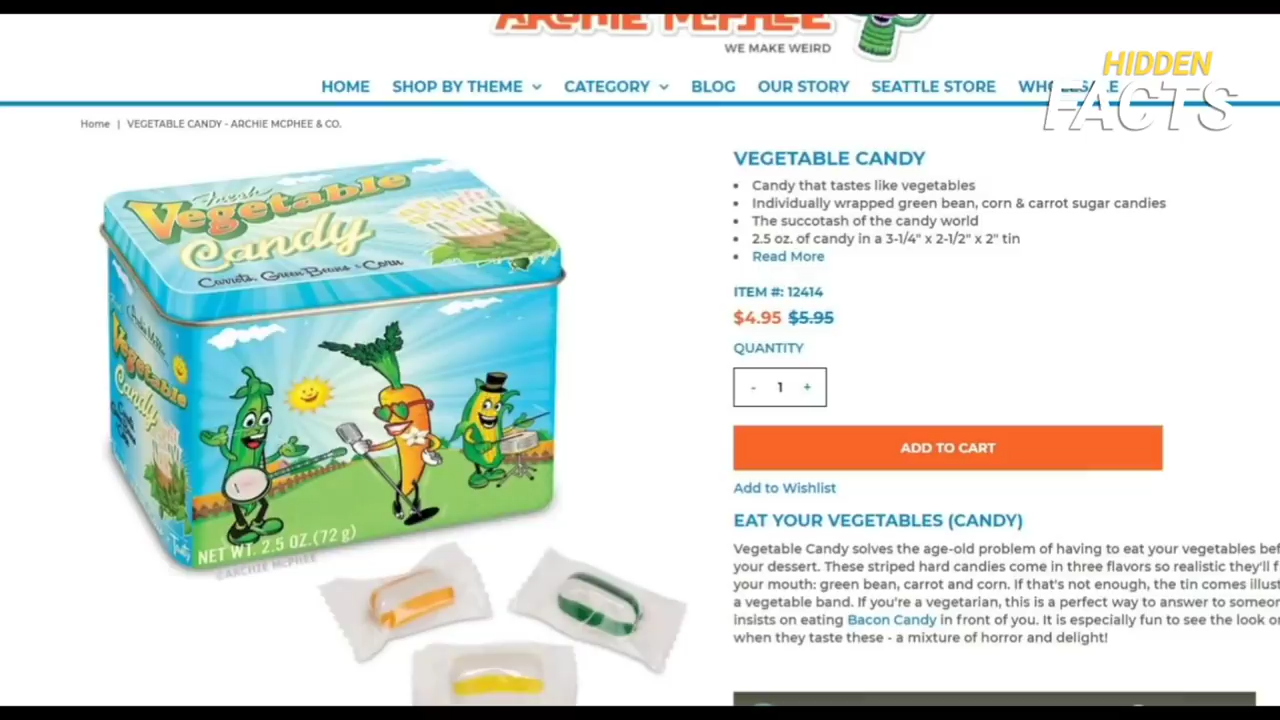 ARCHIE McPHEE
WE MAKE WEIRD
HIDDEN
FACTS
HOME SHOP BY THEME CATEGORY BLOG OUR STORY SEATTLE STORE WHOLESALE
Home | VEGETABLE CANDY - ARCHIE MCPHEE & CO.
VEGETABLE CANDY
• Candy that tastes like vegetables
• Individually wrapped green bean, corn & carrot sugar candies
• The succotash of the candy world
• 2.5 oz. of candy in a 3-1/4" x 2-1/2" x 2" tin
• Read More
ITEM #: 12414
$4.95 $5.95
QUANTITY
- 1 +
ADD TO CART
Add to Wishlist
EAT YOUR VEGETABLES (CANDY)
Vegetable Candy solves the age-old problem of having to eat your vegetables bef
your dessert. These striped hard candies come in three flavors so realistic they'll f
your mouth: green bean, carrot and corn. If that's not enough, the tin comes illust
a vegetable band. If you're a vegetarian, this is a perfect way to answer to someon
insists on eating Bacon Candy in front of you. It is especially fun to see the look o
when they taste these - a mixture of horror and delight!
Fresh
Vegetable
Candy
Carrots, Green Beans & Corn
Vegetable
Candy
NET WT. 2.5 OZ. (72 g)
©ARCHIE MCPHEE